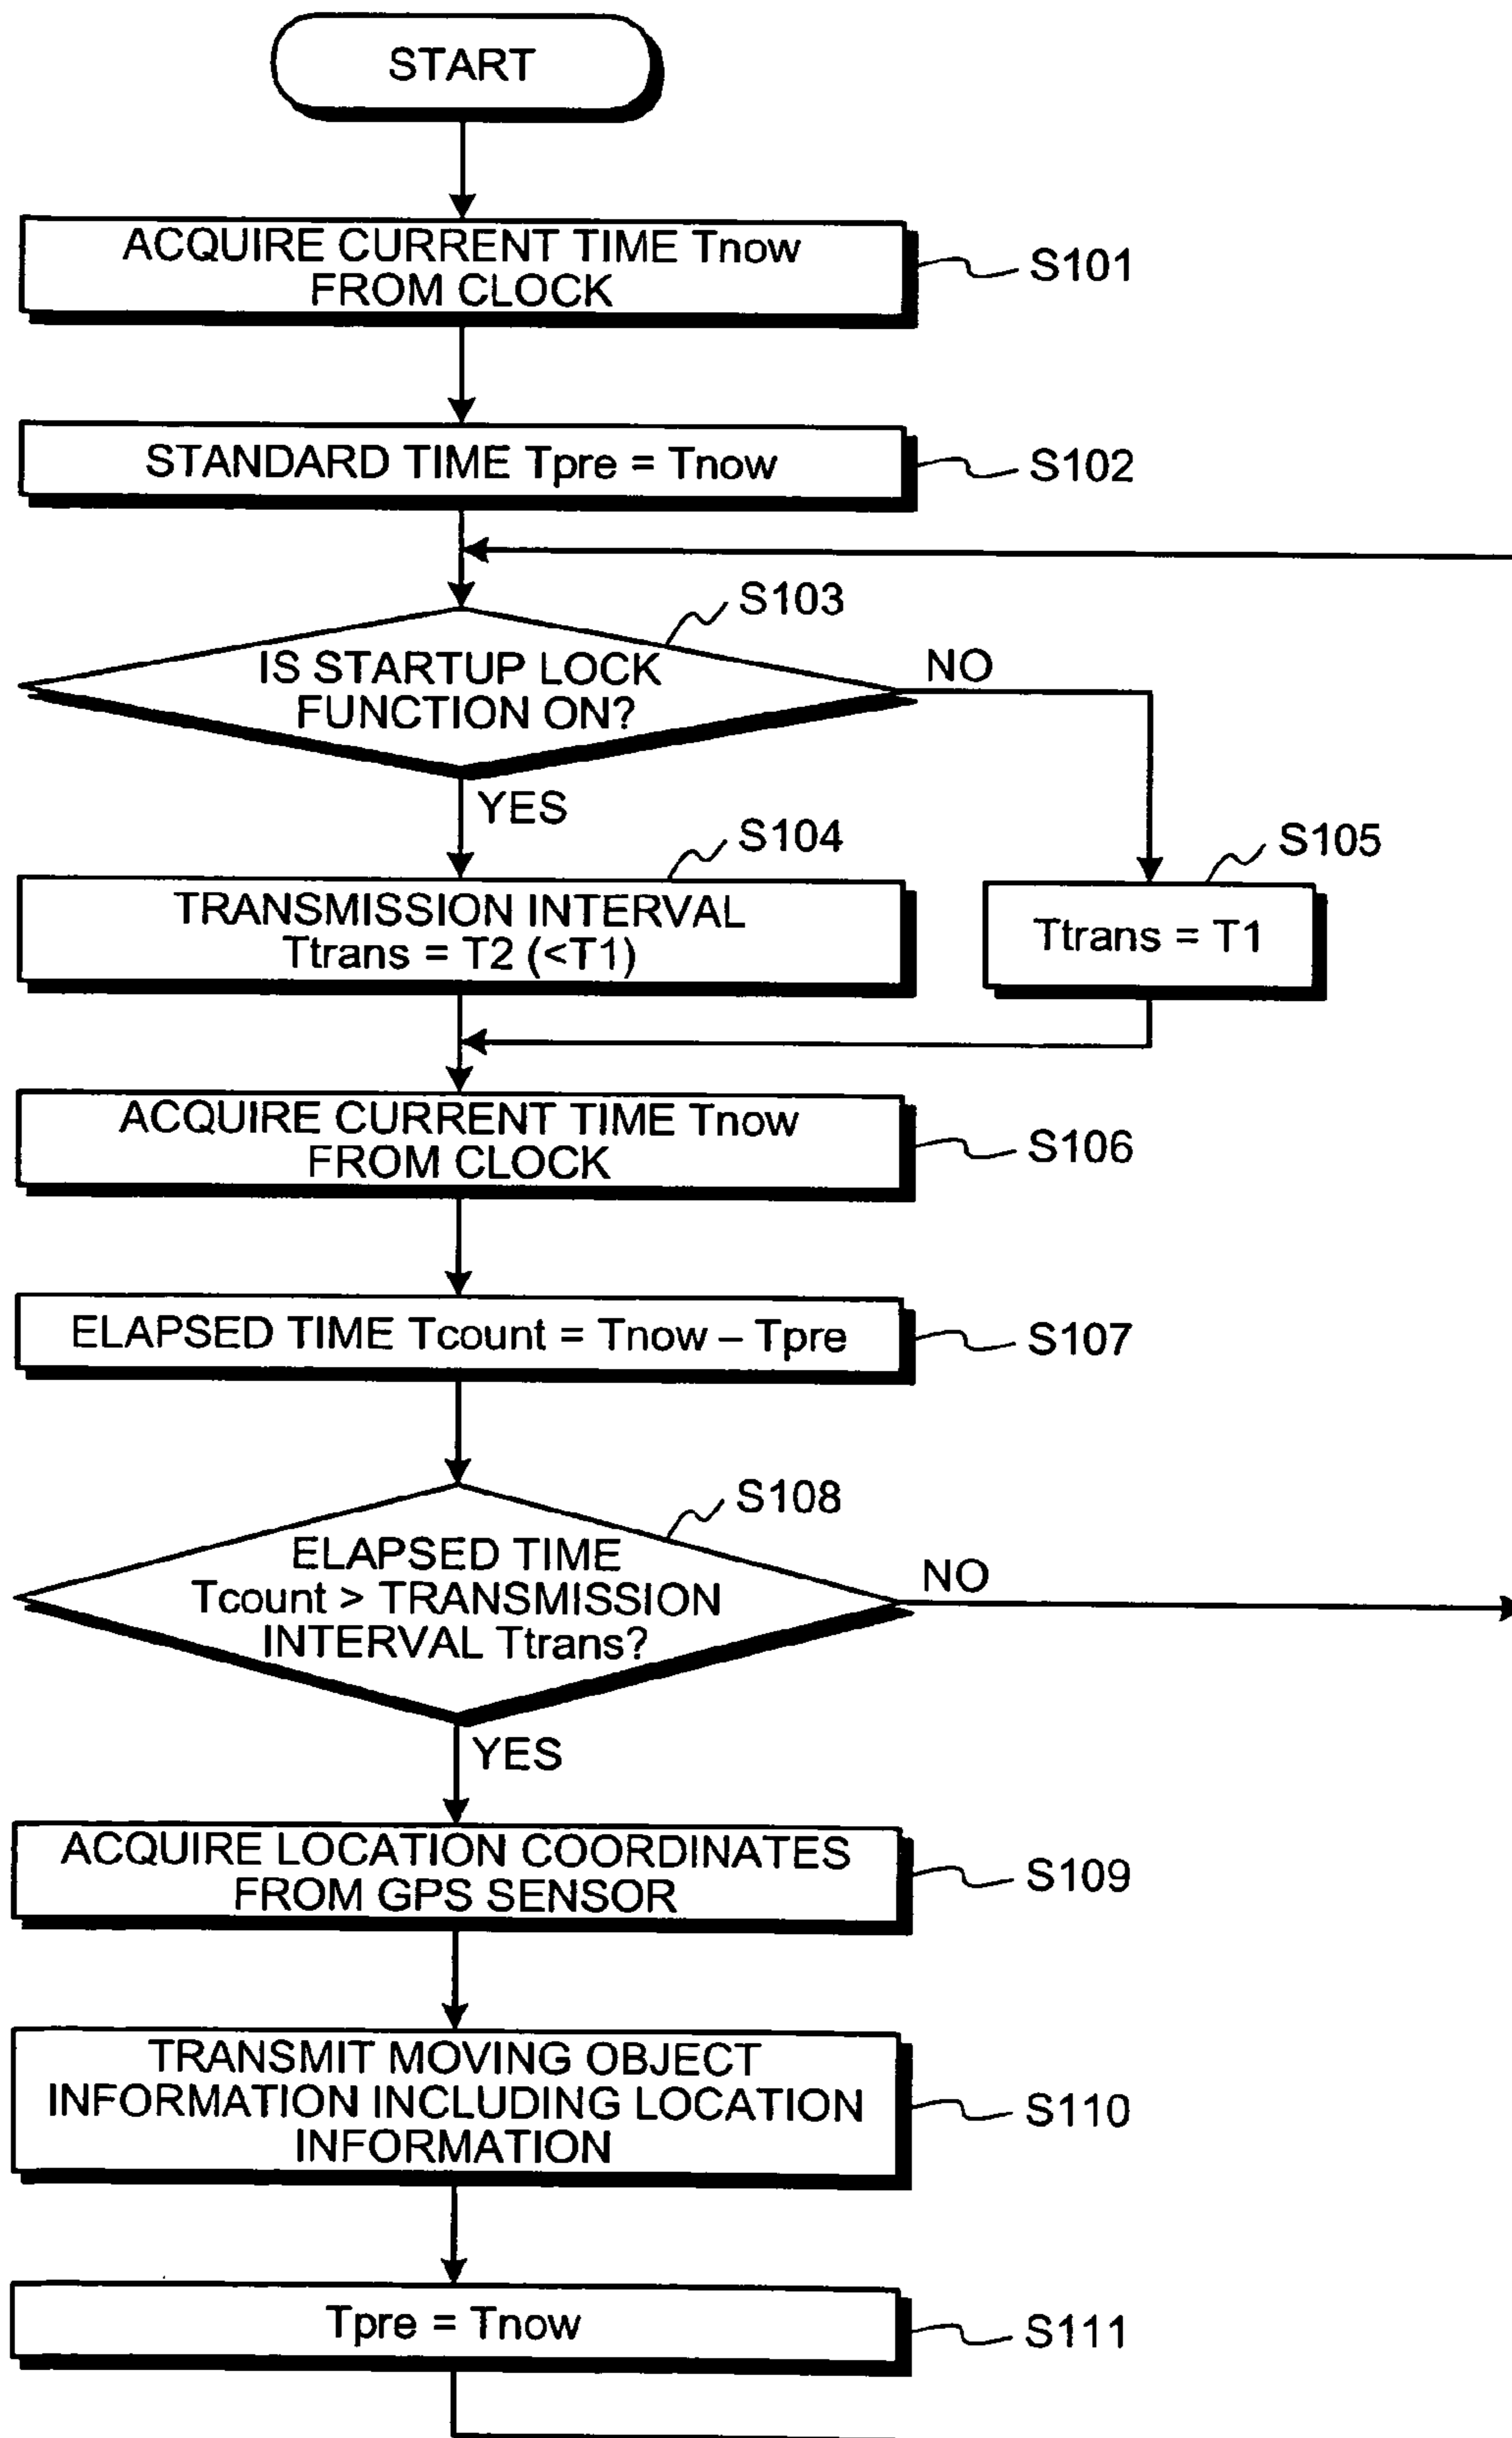 START
ACQUIRE CURRENT TIME Tnow
FROM CLOCK
S101
STANDARD TIME Tpre = Tnow
S102
S103
IS STARTUP LOCK
FUNCTION ON?
NO
YES
S104
TRANSMISSION INTERVAL
Ttrans = T2 (<T1)
S105
Ttrans = T1
ACQUIRE CURRENT TIME Tnow
FROM CLOCK
S106
ELAPSED TIME Tcount = Tnow – Tpre
S107
S108
ELAPSED TIME
Tcount > TRANSMISSION
INTERVAL Ttrans?
NO
YES
ACQUIRE LOCATION COORDINATES
FROM GPS SENSOR
S109
TRANSMIT MOVING OBJECT
INFORMATION INCLUDING LOCATION
INFORMATION
S110
Tpre = Tnow
S111